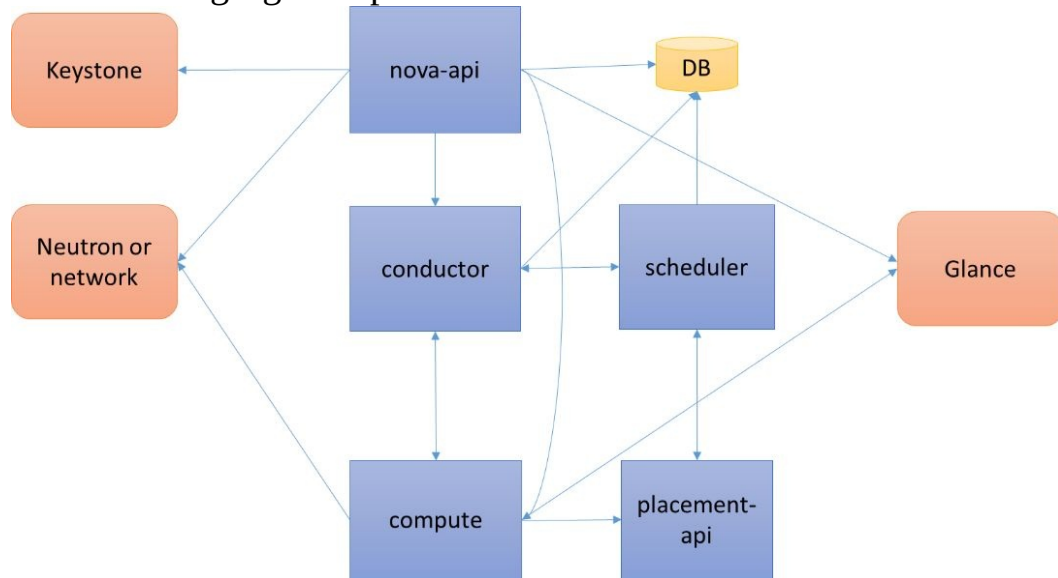 Keystone
nova-api
DB
Neutron or
network
conductor
scheduler
Glance
compute
placement-
api